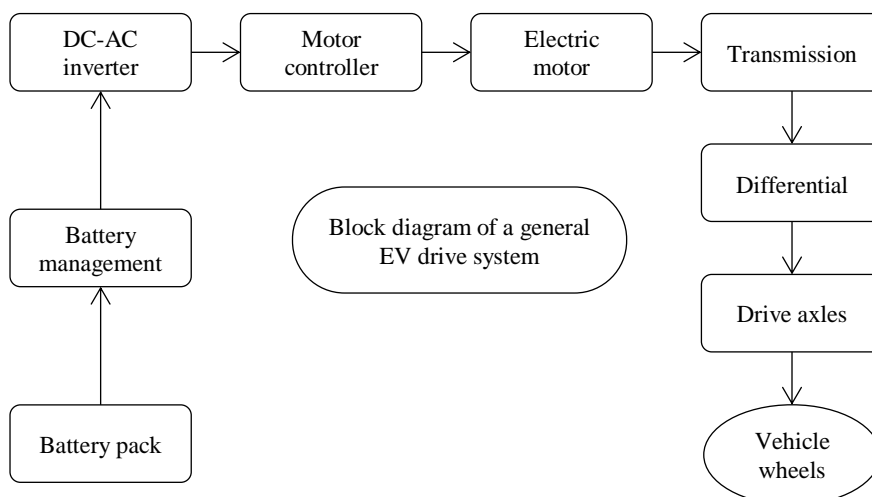 DC-AC
inverter
Motor
controller
Electric
motor
Transmission
Differential
Battery
management
Block diagram of a general
EV drive system
Drive axles
Battery pack
Vehicle
wheels